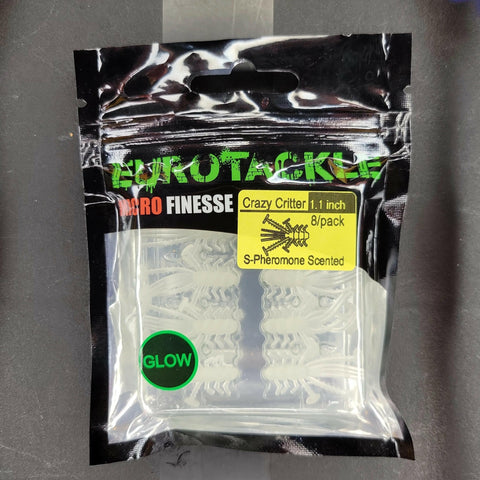 EUROTACKLE
MICRO FINESSE
Crazy Critter 1.1 inch
8/pack
S-Pheromone Scented
GLOW